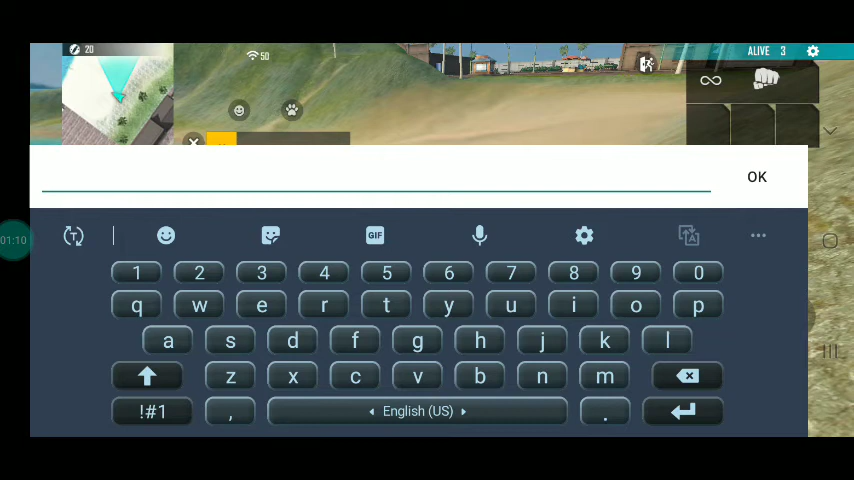 20
50
ALIVE 3
∞
OK
01:10
T
GIF
A
1 2 3 4 5 6 7 8 9 0
q w e r t y u i o p
a s d f g h j k l
z x c v b n m
!#1 , English (US) .